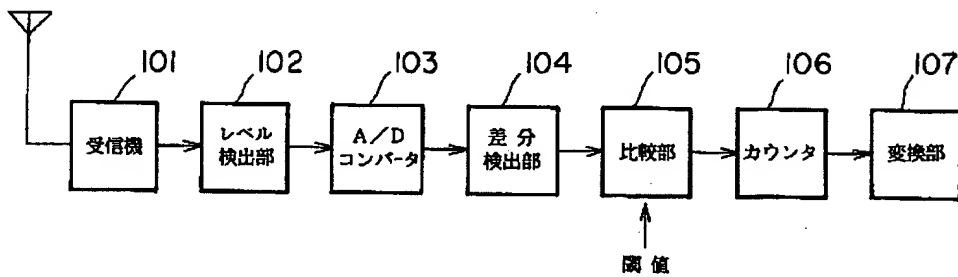 101
102
103
104
105
106
107
受信機
レベル
検出部
A/D
コンバータ
差分
検出部
比較部
カウンタ
変換部
閾値